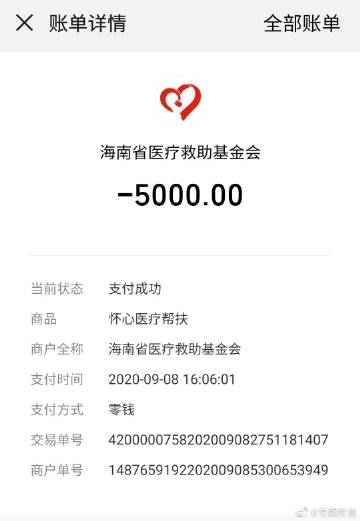 账单详情 全部账单
海南省医疗救助基金会
-5000.00
当前状态 支付成功
商品 怀心医疗帮扶
商户全称 海南省医疗救助基金会
支付时间 2020-09-08 16:06:01
支付方式 零钱
交易单号 4200000758202009082751181407
商户单号 1487659192202009085300653949